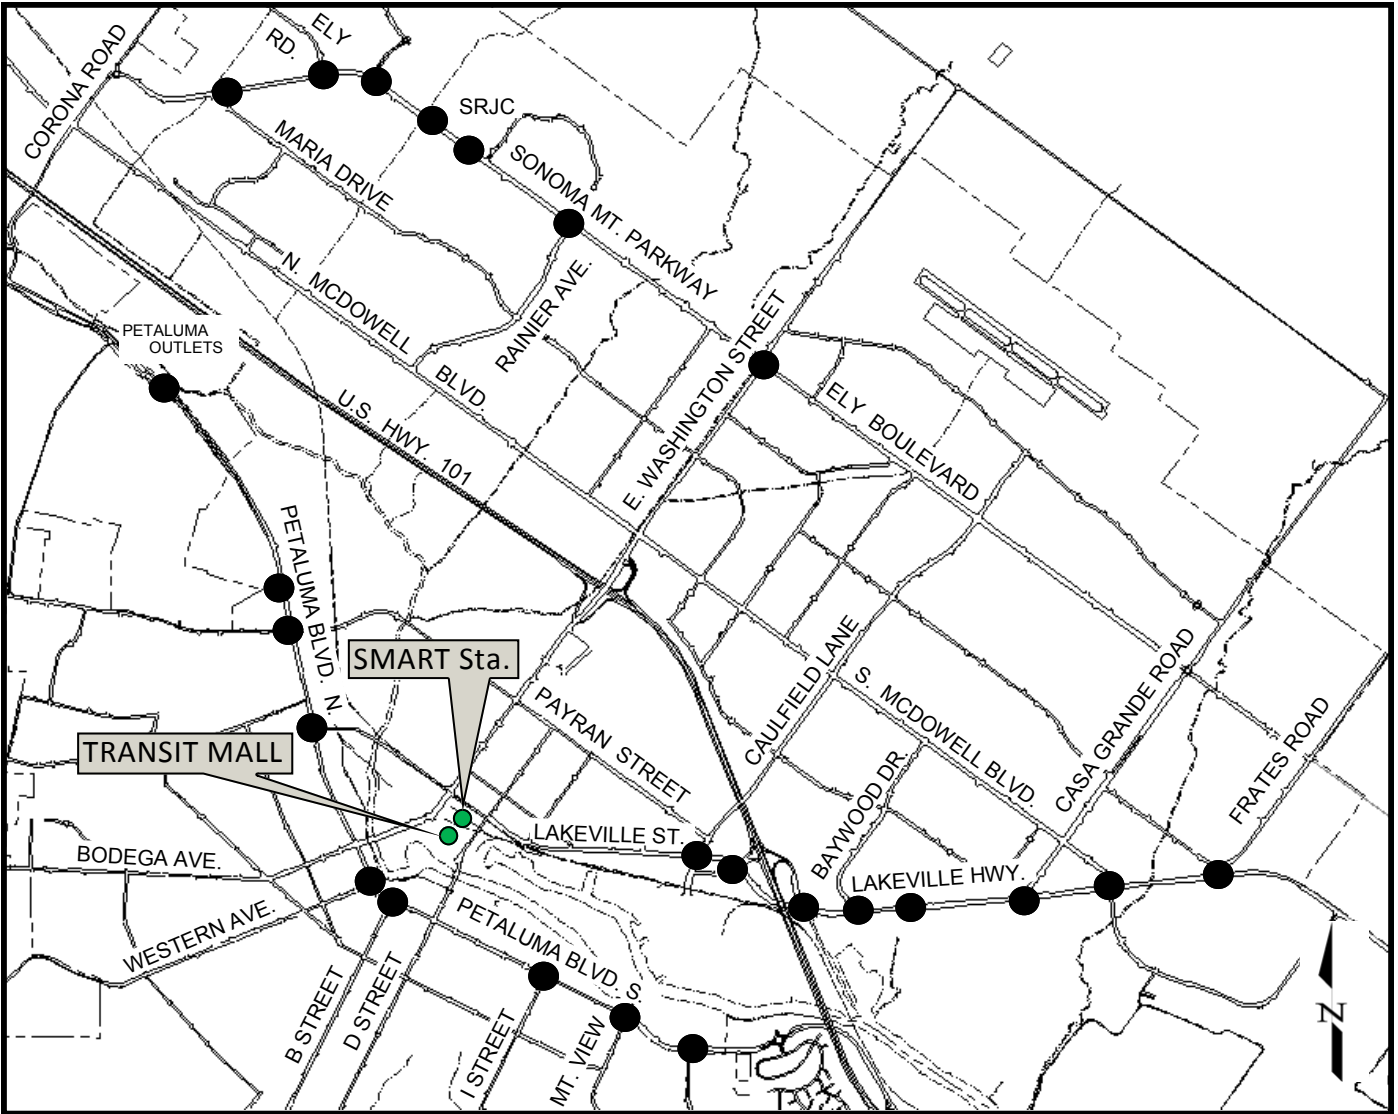 ELY
RD.
CORONA ROAD
SRJC
MARIA DRIVE
SONOMA MT. PARKWAY
N. MCDOWELL
BLVD.
RAINIER AVE.
PETALUMA
OUTLETS
U.S. HWY 101
E. WASHINGTON STREET
ELY BOULEVARD
PETALUMA BLVD. N.
SMART Sta.
TRANSIT MALL
PAYRAN STREET
CAULFIELD LANE
S. MCDOWELL BLVD.
CASA GRANDE ROAD
FRATES ROAD
BAYWOOD DR.
LAKEVILLE ST.
LAKEVILLE HWY.
BODEGA AVE.
WESTERN AVE.
PETALUMA BLVD. S.
B STREET
D STREET
I STREET
MT. VIEW
N